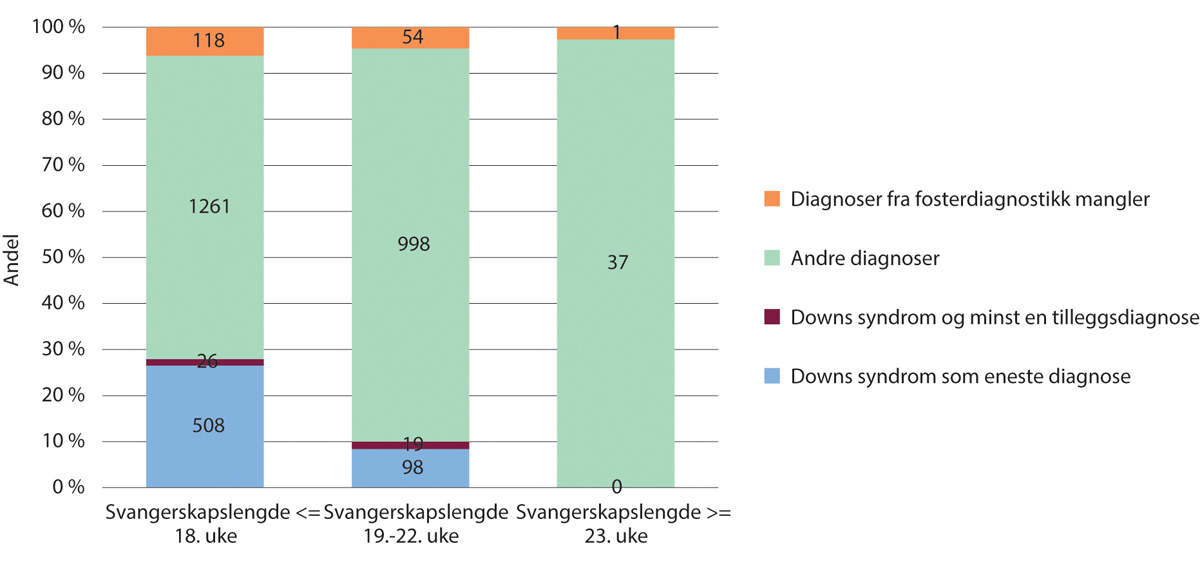 100 %
90 %
80 %
70 %
60 %
50 %
40 %
30 %
20 %
10 %
0 %
Andel
118
1261
26
508
54
998
19
98
1
37
0
Svangerskapslengde <=
18. uke
Svangerskapslengde
19.-22. uke
Svangerskapslengde >=
23. uke
Diagnoser fra fosterdiagnostikk mangler
Andre diagnoser
Downs syndrom og minst en tilleggsdiagnose
Downs syndrom som eneste diagnose